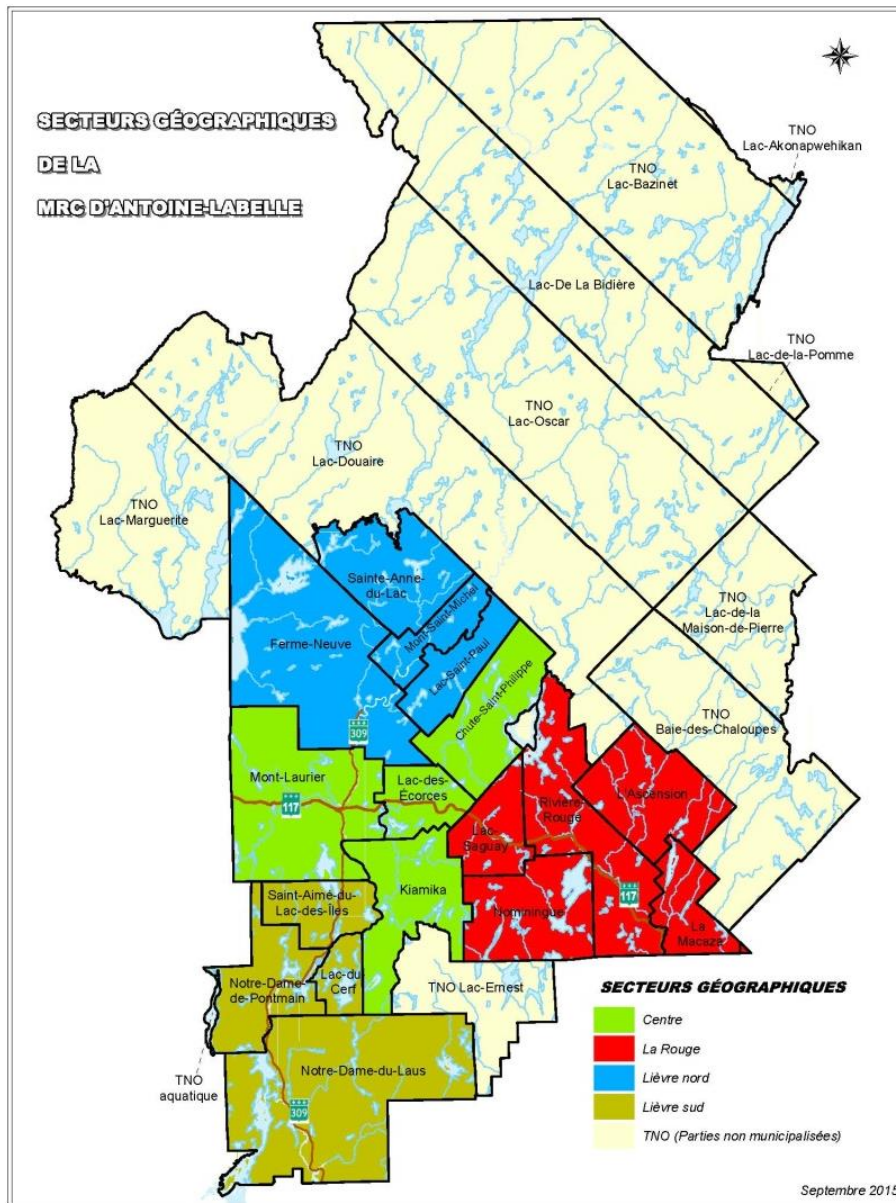 SECTEURS GÉOGRAPHIQUES
DE LA
MRC D'ANTOINE-LABELLE
TNO
Lac-Akonapwehikan
TNO
Lac-Bazinet
Lac-De La Bidière
TNO
Lac-de-la-Pomme
TNO
Lac-Oscar
TNO
Lac-Douaire
TNO
Lac-Marguerite
Sainte-Anne-
du-Lac
Mont-Saint-Michel
Ferme-Neuve
Lac-Saint-Paul
Chute-Saint-Philippe
TNO
Lac-de-la
Maison-de-Pierre
TNO
Baie-des-Chaloupes
309
Mont-Laurier
117
Lac-des-
Écorces
Lac-
Saguay
Rivière-
Rouge
L'Ascension
Saint-Aimé-du-
Lac-des-Îles
Kiamika
Nominingue
117
La
Macaza
Notre-Dame-
de-Pontmain
Lac-du-
Cerf
TNO Lac-Ernest
TNO
aquatique
Notre-Dame-du-Laus
309
SECTEURS GÉOGRAPHIQUES
Centre
La Rouge
Lièvre nord
Lièvre sud
TNO (Parties non municipalisées)
Septembre 2015